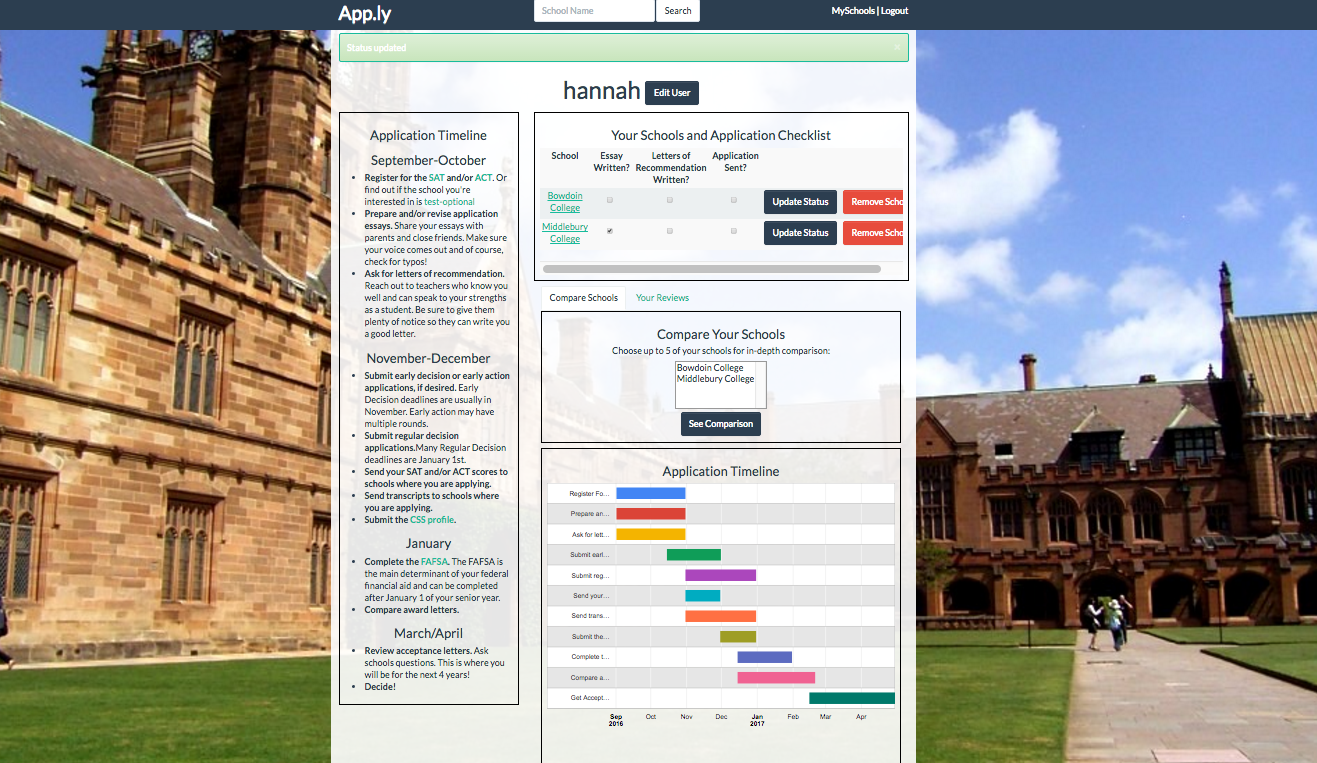 App.ly
School Name
Search
MySchools | Logout
Status updated
×
hannah
Edit User
Application Timeline
September-October
Register for the SAT and/or ACT. Or
find out if the school you're
interested in is test-optional
Prepare and/or revise application
essays. Share your essays with
parents and close friends. Make sure
your voice comes out and of course,
check for typos!
Ask for letters of recommendation.
Reach out to teachers who know you
well and can speak to your strengths
as a student. Be sure to give them
plenty of notice so they can write you
a good letter.
November-December
Submit early decision or early action
applications, if desired. Early
Decision deadlines are usually in
November. Early action may have
multiple rounds.
Submit regular decision
applications.Many Regular Decision
deadlines are January 1st.
Send your SAT and/or ACT scores to
schools where you are applying.
Send transcripts to schools where
you are applying.
Submit the CSS profile.
January
Complete the FAFSA. The FAFSA is
the main determinant of your federal
financial aid and can be completed
after January 1 of your senior year.
Compare award letters.
March/April
Review acceptance letters. Ask
schools questions. This is where you
will be for the next 4 years!
Decide!
Your Schools and Application Checklist
School
Essay
Written?
Letters of
Recommendation
Written?
Application
Sent?
Bowdoin
College
Update Status
Remove Scho
Middlebury
College
Update Status
Remove Scho
Compare Schools
Your Reviews
Compare Your Schools
Choose up to 5 of your schools for in-depth comparison:
Bowdoin College
Middlebury College
See Comparison
Application Timeline
Register Fo...
Prepare an...
Ask for lett...
Submit earl...
Submit reg...
Send your...
Send trans...
Submit the...
Complete t...
Compare a...
Get Accept...
Sep
2016
Oct
Nov
Dec
Jan
2017
Feb
Mar
Apr